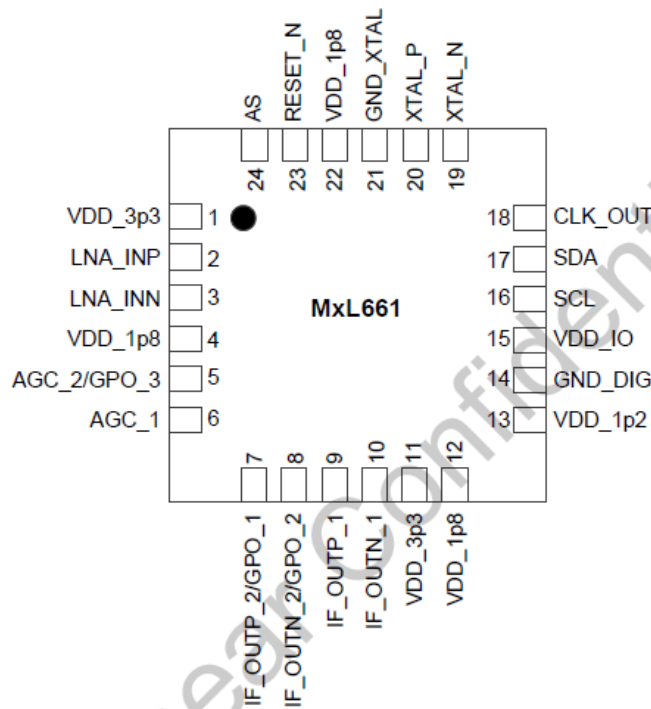 AS
RESET_N
VDD_1p8
GND_XTAL
XTAL_P
XTAL_N
24
23
22
21
20
19
VDD_3p3 1
LNA_INP 2
LNA_INN 3
VDD_1p8 4
AGC_2/GPO_3 5
AGC_1 6
MxL661
18 CLK_OUT
17 SDA
16 SCL
15 VDD_IO
14 GND_DIG
13 VDD_1p2
7
8
9
10
11
12
IF_OUTP_2/GPO_1
IF_OUTN_2/GPO_2
IF_OUTP_1
IF_OUTN_1
VDD_3p3
VDD_1p8
ear Confidenti